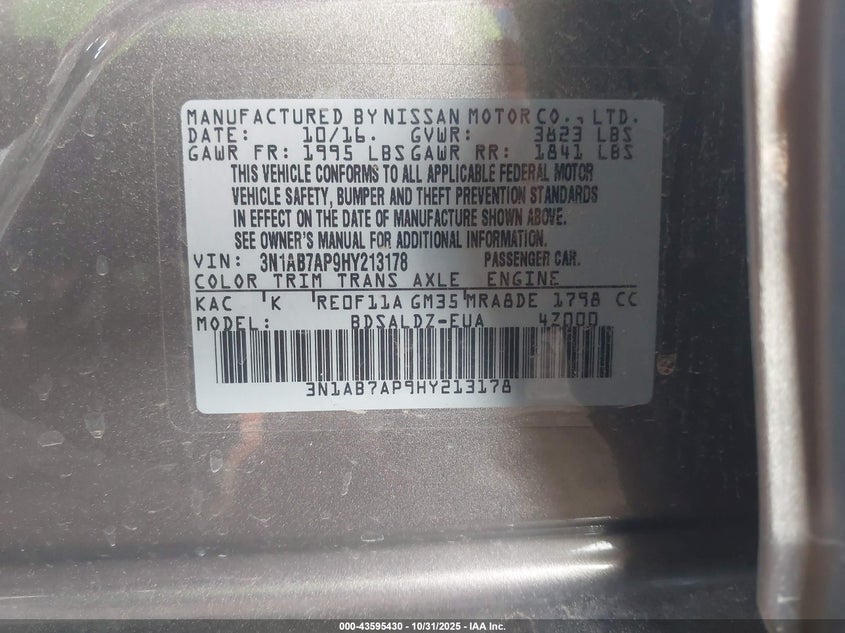 MANUFACTURED BY NISSAN MOTOR CO., LTD.
DATE: 10/16. GVWR: 3823 LBS
GAWR FR: 1995 LBS GAWR RR: 1841 LBS
THIS VEHICLE CONFORMS TO ALL APPLICABLE FEDERAL MOTOR
VEHICLE SAFETY, BUMPER AND THEFT PREVENTION STANDARDS
IN EFFECT ON THE DATE OF MANUFACTURE SHOWN ABOVE.
SEE OWNER'S MANUAL FOR ADDITIONAL INFORMATION.
VIN: 3N1AB7AP9HY213178 PASSENGER CAR.
COLOR TRIM TRANS AXLE ENGINE
KAC 'K RE0F11A GM35 'MRA8DE 1798 CC
MODEL: BDSALDZ-EUA 4Z000
3N1AB7AP9HY213178
000-43595430 - 10/31/2025 - IAA Inc.